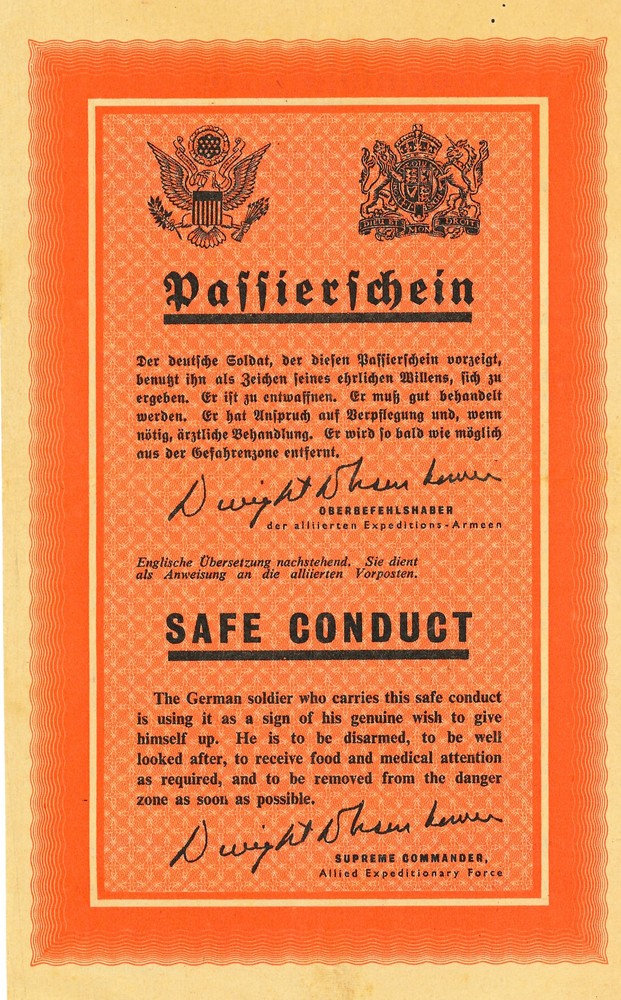 DIEU ET MON DROIT
Passierschein
Der deutsche Soldat, der diesen Passierschein vorzeigt,
benutzt ihn als Zeichen seines ehrlichen Willens, sich zu
ergeben. Er ist zu entwaffnen. Er muß gut behandelt
werden. Er hat Anspruch auf Verpflegung und, wenn
nötig, ärztliche Behandlung. Er wird so bald wie möglich
aus der Gefahrenzone entfernt.
Dwight D Eisenhower
OBERBEFEHLSHABER
der alliierten Expeditions-Armeen
Englische Übersetzung nachstehend. Sie dient
als Anweisung an die alliierten Vorposten.
SAFE CONDUCT
The German soldier who carries this safe conduct
is using it as a sign of his genuine wish to give
himself up. He is to be disarmed, to be well
looked after, to receive food and medical attention
as required, and to be removed from the danger
zone as soon as possible.
Dwight D Eisenhower
SUPREME COMMANDER,
Allied Expeditionary Force